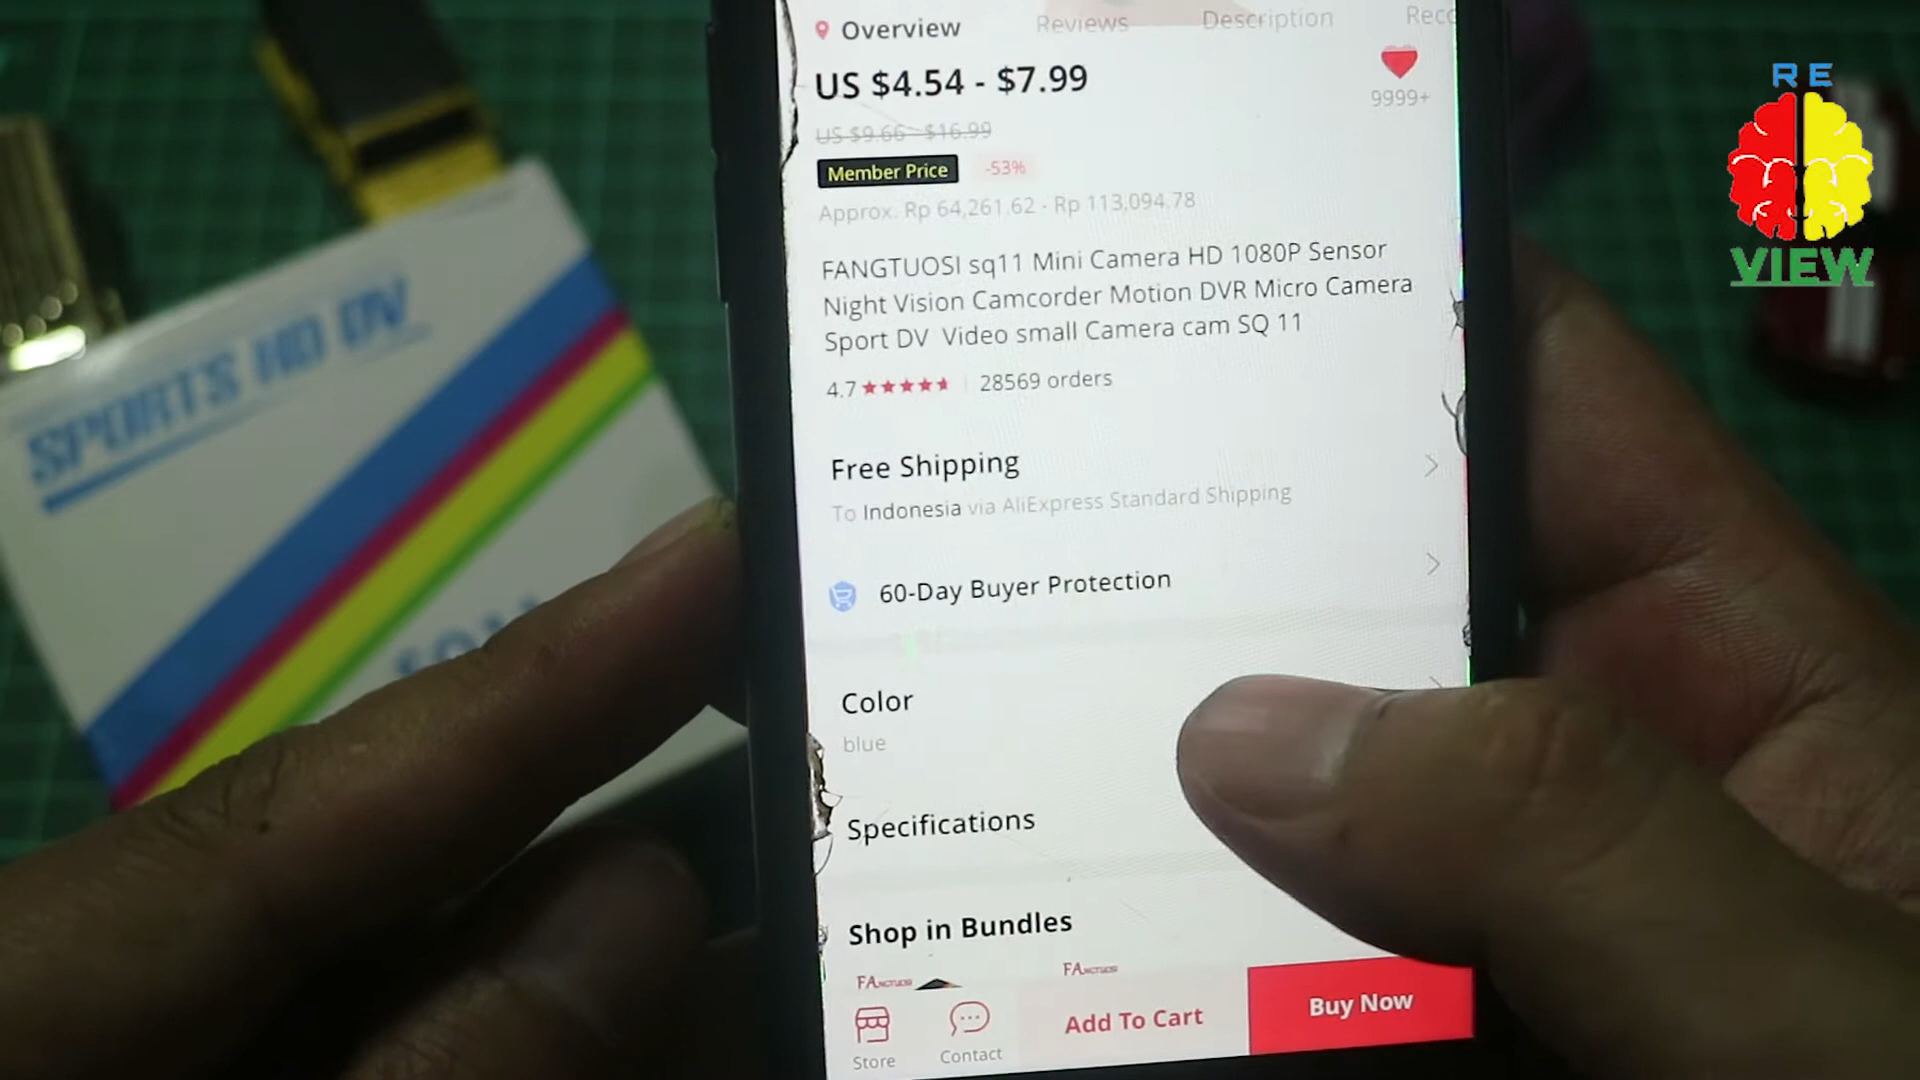 Overview Reviews Description Reco
US $4.54 - $7.99
9999+
US $9.66 - $16.99
Member Price -53%
Approx. Rp 64,261.62 - Rp 113,094.78
FANGTUOSI sq11 Mini Camera HD 1080P Sensor
Night Vision Camcorder Motion DVR Micro Camera
Sport DV Video small Camera cam SQ 11
4.7 28569 orders
Free Shipping
To Indonesia via AliExpress Standard Shipping
60-Day Buyer Protection
Color
blue
Specifications
Shop in Bundles
FANGTUOSI FANGTUOSI
Store
Contact
Add To Cart
Buy Now
SPORTS HD DV
SQ11
RE
VIEW